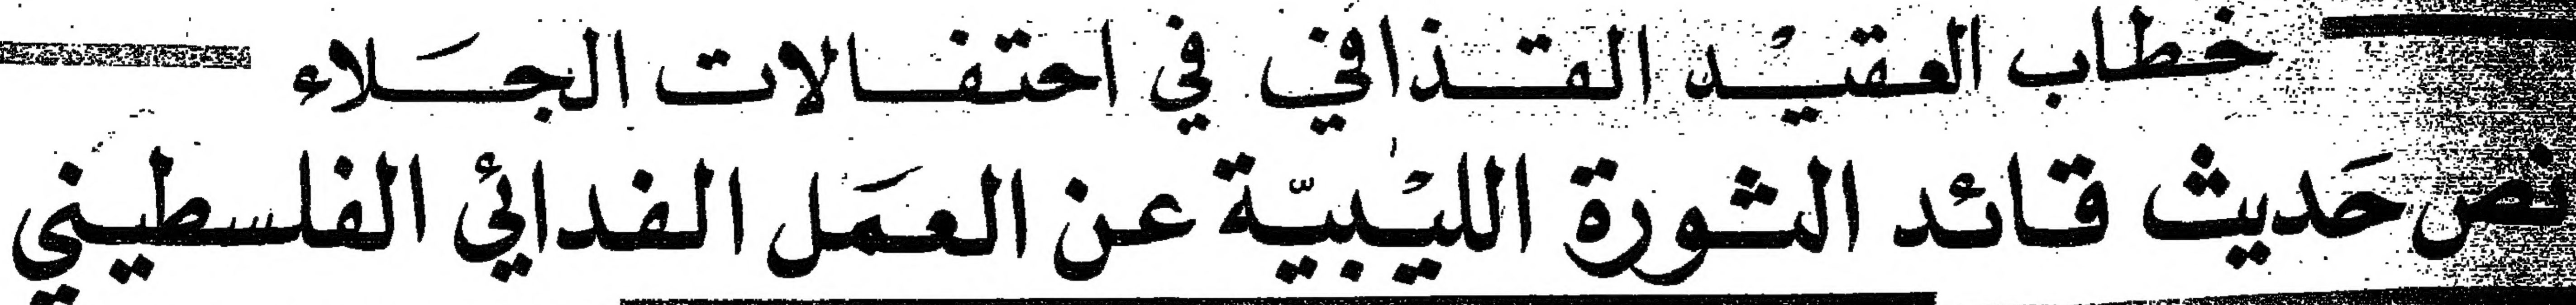 خطاب العقيد القذافي في احتفالات الجلاء
نص حديث قائد الثورة الليبية عن العمل الفدائي الفلسطيني